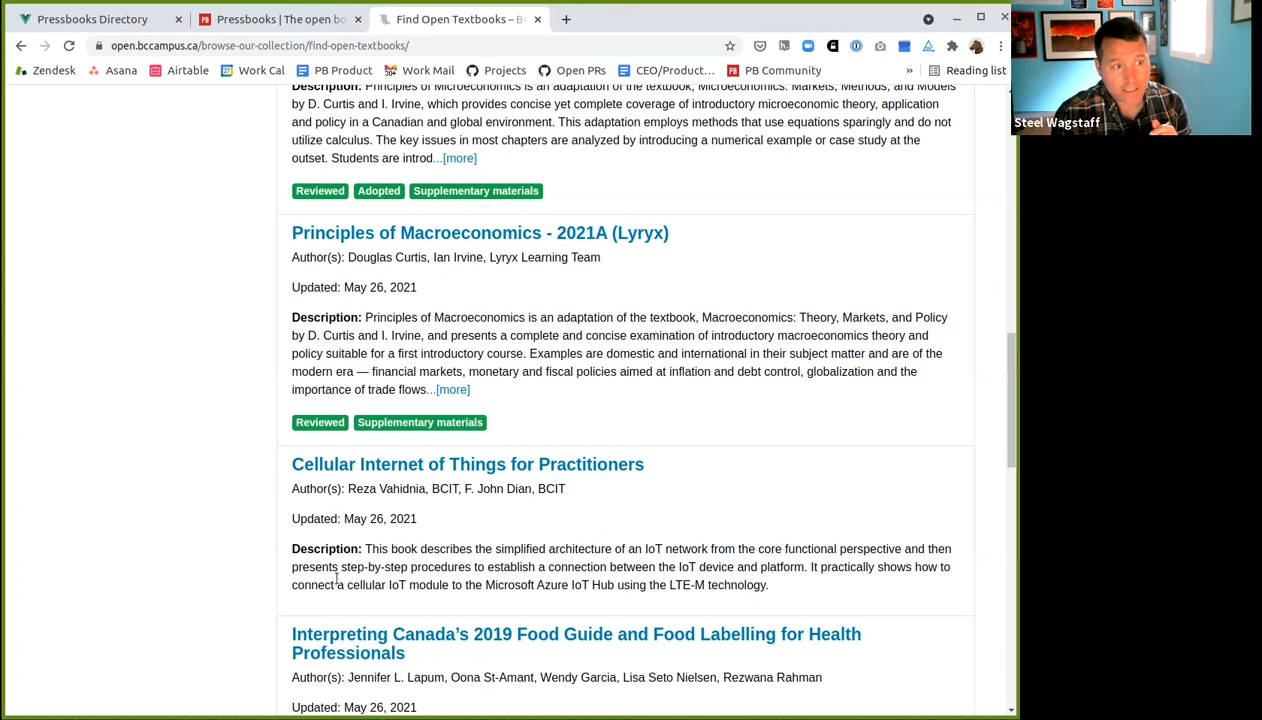 Pressbooks Directory
Pressbooks | The open bo
Find Open Textbooks – BC
open.bccampus.ca/browse-our-collection/find-open-textbooks/
Zendesk
Asana
Airtable
Work Cal
PB Product
Work Mail
Projects
Open PRs
CEO/Product…
PB Community
»
Reading list
Steel Wagstaff
Description: Principles of Microeconomics is an adaptation of the textbook, Microeconomics: Markets, Methods, and Models
by D. Curtis and I. Irvine, which provides concise yet complete coverage of introductory microeconomic theory, application
and policy in a Canadian and global environment. This adaptation employs methods that use equations sparingly and do not
utilize calculus. The key issues in most chapters are analyzed by introducing a numerical example or case study at the
outset. Students are introd...[more]
Reviewed Adopted Supplementary materials
Principles of Macroeconomics - 2021A (Lyryx)
Author(s): Douglas Curtis, Ian Irvine, Lyryx Learning Team
Updated: May 26, 2021
Description: Principles of Macroeconomics is an adaptation of the textbook, Macroeconomics: Theory, Markets, and Policy
by D. Curtis and I. Irvine, and presents a complete and concise examination of introductory macroeconomics theory and
policy suitable for a first introductory course. Examples are domestic and international in their subject matter and are of the
modern era — financial markets, monetary and fiscal policies aimed at inflation and debt control, globalization and the
importance of trade flows...[more]
Reviewed Supplementary materials
Cellular Internet of Things for Practitioners
Author(s): Reza Vahidnia, BCIT, F. John Dian, BCIT
Updated: May 26, 2021
Description: This book describes the simplified architecture of an IoT network from the core functional perspective and then
presents step-by-step procedures to establish a connection between the IoT device and platform. It practically shows how to
connect a cellular IoT module to the Microsoft Azure IoT Hub using the LTE-M technology.
Interpreting Canada's 2019 Food Guide and Food Labelling for Health
Professionals
Author(s): Jennifer L. Lapum, Oona St-Amant, Wendy Garcia, Lisa Seto Nielsen, Rezwana Rahman
Updated: May 26, 2021